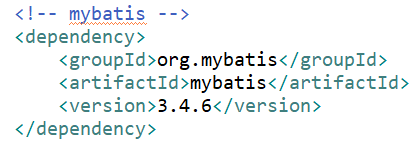 <!-- mybatis -->
<dependency>
    <groupId>org.mybatis</groupId>
    <artifactId>mybatis</artifactId>
    <version>3.4.6</version>
</dependency>